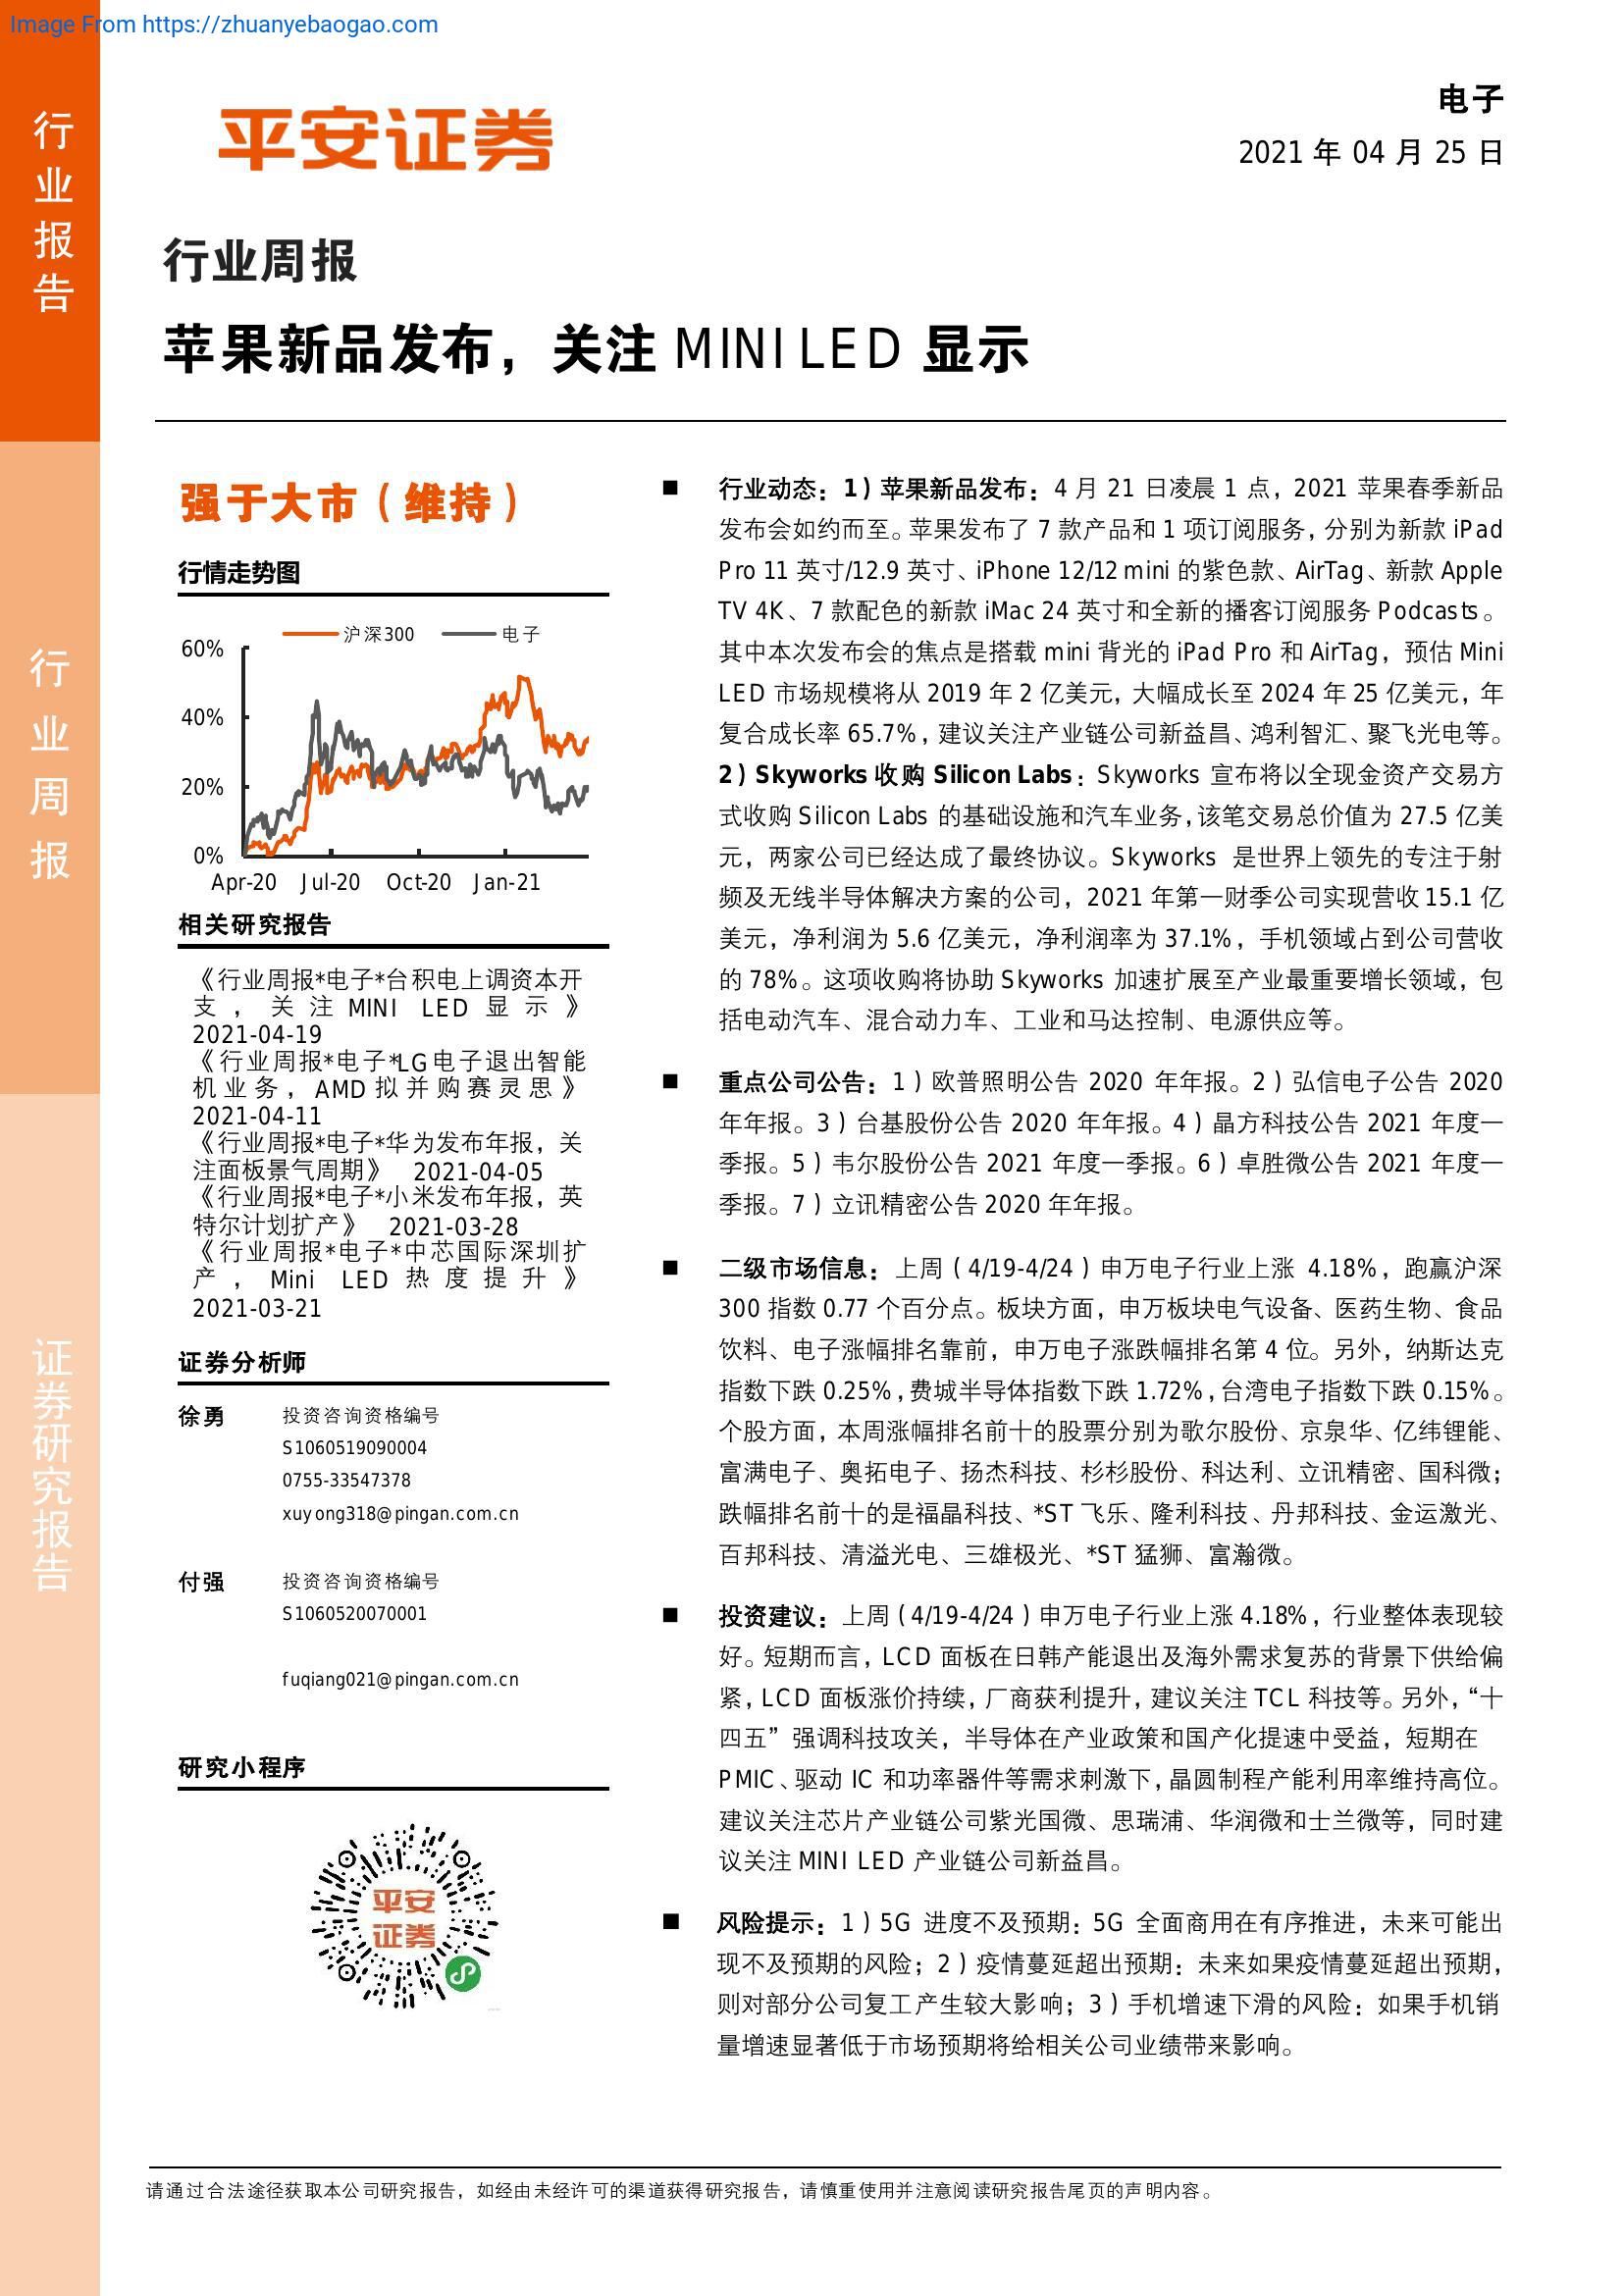 Image From https://zhuanyebaogao.com
行业报告
行业周报
证券研究报告
平安证券
电子
2021 年 04 月 25 日
行业周报
苹果新品发布，关注 MINI LED 显示
强于大市（维持）
行情走势图
沪深300 电子
60%
40%
20%
0%
Apr-20 Jul-20 Oct-20 Jan-21
相关研究报告
《行业周报*电子*台积电上调资本开
支，关注 MINI LED 显示》
2021-04-19
《行业周报*电子*LG电子退出智能
机业务，AMD拟并购赛灵思》
2021-04-11
《行业周报*电子*华为发布年报，关
注面板景气周期》 2021-04-05
《行业周报*电子*小米发布年报，英
特尔计划扩产》 2021-03-28
《行业周报*电子*中芯国际深圳扩
产，Mini LED 热度提升》
2021-03-21
证券分析师
徐勇 投资咨询资格编号
S1060519090004
0755-33547378
xuyong318@pingan.com.cn
付强 投资咨询资格编号
S1060520070001
fuqiang021@pingan.com.cn
研究小程序
平安
证券
■ 行业动态：1）苹果新品发布：4 月 21 日凌晨 1 点，2021 苹果春季新品
发布会如约而至。苹果发布了 7 款产品和 1 项订阅服务，分别为新款 iPad
Pro 11 英寸/12.9 英寸、iPhone 12/12 mini 的紫色款、AirTag、新款 Apple
TV 4K、7 款配色的新款 iMac 24 英寸和全新的播客订阅服务 Podcasts。
其中本次发布会的焦点是搭载 mini 背光的 iPad Pro 和 AirTag，预估 Mini
LED 市场规模将从 2019 年 2 亿美元，大幅成长至 2024 年 25 亿美元，年
复合成长率 65.7%，建议关注产业链公司新益昌、鸿利智汇、聚飞光电等。
2）Skyworks 收购 Silicon Labs：Skyworks 宣布将以全现金资产交易方
式收购 Silicon Labs 的基础设施和汽车业务，该笔交易总价值为 27.5 亿美
元，两家公司已经达成了最终协议。Skyworks 是世界上领先的专注于射
频及无线半导体解决方案的公司，2021 年第一财季公司实现营收 15.1 亿
美元，净利润为 5.6 亿美元，净利润率为 37.1%，手机领域占到公司营收
的 78%。这项收购将协助 Skyworks 加速扩展至产业最重要增长领域，包
括电动汽车、混合动力车、工业和马达控制、电源供应等。
■ 重点公司公告：1）欧普照明公告 2020 年年报。2）弘信电子公告 2020
年年报。3）台基股份公告 2020 年年报。4）晶方科技公告 2021 年度一
季报。5）韦尔股份公告 2021 年度一季报。6）卓胜微公告 2021 年度一
季报。7）立讯精密公告 2020 年年报。
■ 二级市场信息：上周（4/19-4/24）申万电子行业上涨 4.18%，跑赢沪深
300 指数 0.77 个百分点。板块方面，申万板块电气设备、医药生物、食品
饮料、电子涨幅排名靠前，申万电子涨跌幅排名第 4 位。另外，纳斯达克
指数下跌 0.25%，费城半导体指数下跌 1.72%，台湾电子指数下跌 0.15%。
个股方面，本周涨幅排名前十的股票分别为歌尔股份、京泉华、亿纬锂能、
富满电子、奥拓电子、扬杰科技、杉杉股份、科达利、立讯精密、国科微；
跌幅排名前十的是福晶科技、*ST 飞乐、隆利科技、丹邦科技、金运激光、
百邦科技、清溢光电、三雄极光、*ST 猛狮、富瀚微。
■ 投资建议：上周（4/19-4/24）申万电子行业上涨 4.18%，行业整体表现较
好。短期而言，LCD 面板在日韩产能退出及海外需求复苏的背景下供给偏
紧，LCD 面板涨价持续，厂商获利提升，建议关注 TCL 科技等。另外，“十
四五”强调科技攻关，半导体在产业政策和国产化提速中受益，短期在
PMIC、驱动 IC 和功率器件等需求刺激下，晶圆制程产能利用率维持高位。
建议关注芯片产业链公司紫光国微、思瑞浦、华润微和士兰微等，同时建
议关注 MINI LED 产业链公司新益昌。
■ 风险提示：1）5G 进度不及预期：5G 全面商用在有序推进，未来可能出
现不及预期的风险；2）疫情蔓延超出预期：未来如果疫情蔓延超出预期，
则对部分公司复工产生较大影响；3）手机增速下滑的风险：如果手机销
量增速显著低于市场预期将给相关公司业绩带来影响。
请通过合法途径获取本公司研究报告，如经由未经许可的渠道获得研究报告，请慎重使用并注意阅读研究报告尾页的声明内容。